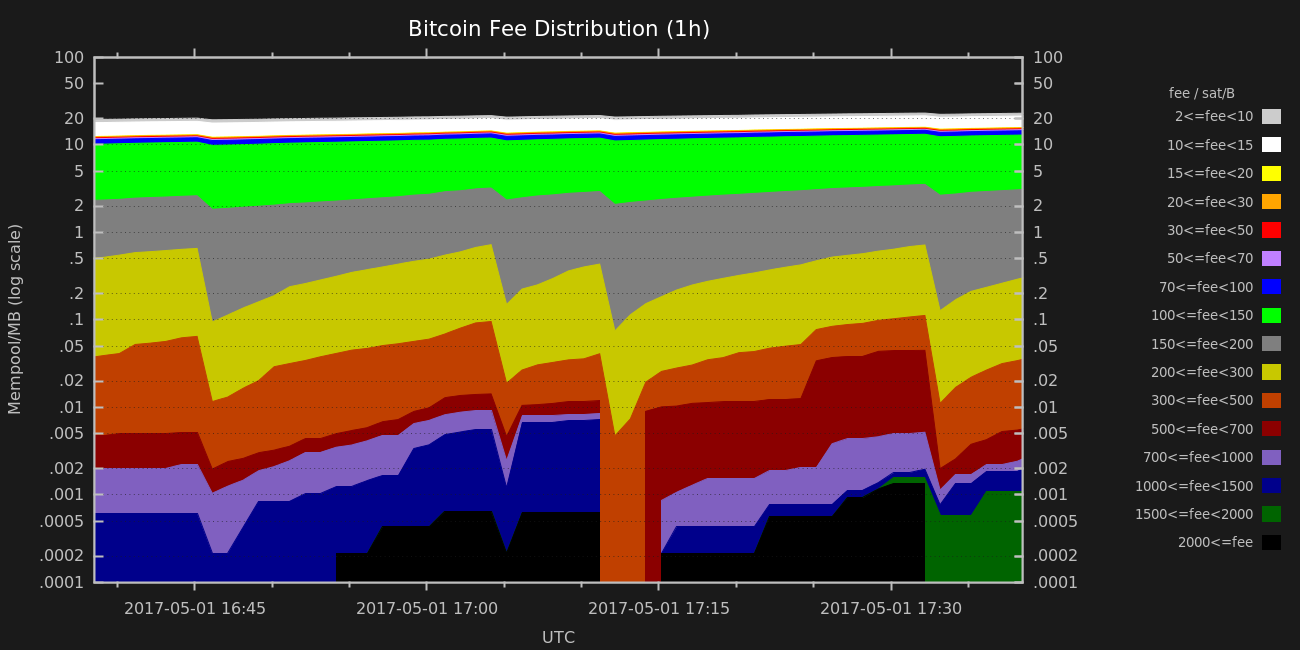 Bitcoin Fee Distribution (1h)
100
50
20
10
5
2
1
.5
.2
.1
.05
.02
.01
.005
.002
.001
.0005
.0002
.0001
Mempool/MB (log scale)
2017-05-01 16:45
2017-05-01 17:00
2017-05-01 17:15
2017-05-01 17:30
UTC
100
50
20
10
5
2
1
.5
.2
.1
.05
.02
.01
.005
.002
.001
.0005
.0002
.0001
fee / sat/B
2<=fee<10
10<=fee<15
15<=fee<20
20<=fee<30
30<=fee<50
50<=fee<70
70<=fee<100
100<=fee<150
150<=fee<200
200<=fee<300
300<=fee<500
500<=fee<700
700<=fee<1000
1000<=fee<1500
1500<=fee<2000
2000<=fee